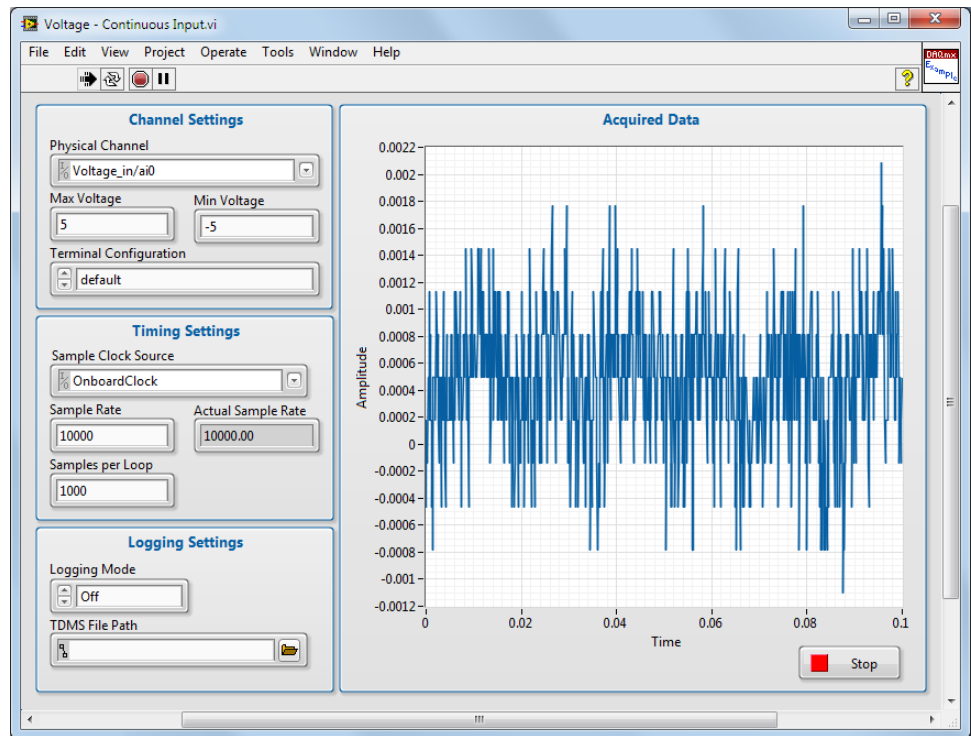 Voltage - Continuous Input.vi
File Edit View Project Operate Tools Window Help
DAQmx
Example
Channel Settings
Physical Channel
I/O Voltage_in/ai0
Max Voltage Min Voltage
5 -5
Terminal Configuration
default
Timing Settings
Sample Clock Source
I/O OnboardClock
Sample Rate Actual Sample Rate
10000 10000.00
Samples per Loop
1000
Logging Settings
Logging Mode
Off
TDMS File Path
Acquired Data
0.0022
0.002
0.0018
0.0016
0.0014
0.0012
0.001
0.0008
0.0006
0.0004
0.0002
0
-0.0002
-0.0004
-0.0006
-0.0008
-0.001
-0.0012
Amplitude
0 0.02 0.04 0.06 0.08 0.1
Time
Stop